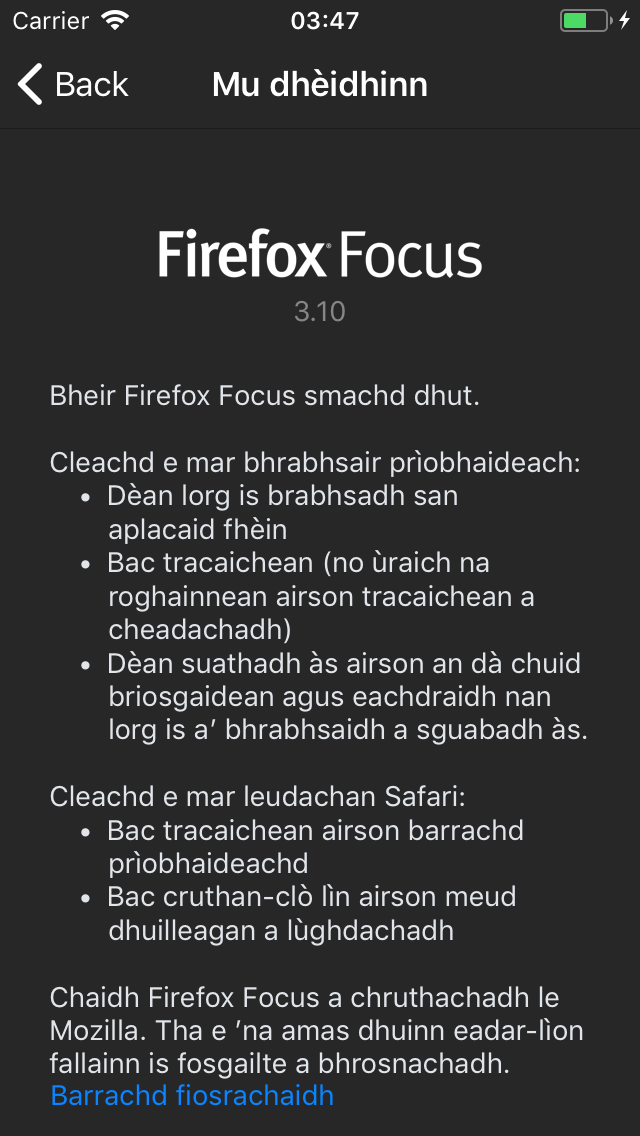 Carrier 03:47
Back Mu dhèidhinn
Firefox Focus
3.10
Bheir Firefox Focus smachd dhut.
Cleachd e mar bhrabhsair prìobhaideach:
• Dèan lorg is brabhsadh san
aplacaid fhèin
• Bac tracaichean (no ùraich na
roghainnean airson tracaichean a
cheadachadh)
• Dèan suathadh às airson an dà chuid
briosgaidean agus eachdraidh nan
lorg is a’ bhrabhsaidh a sguabadh às.
Cleachd e mar leudachan Safari:
• Bac tracaichean airson barrachd
prìobhaideachd
• Bac cruthan-clò lìn airson meud
dhuilleagan a lùghdachadh
Chaidh Firefox Focus a chruthachadh le
Mozilla. Tha e ’na amas dhuinn eadar-lìon
fallainn is fosgailte a bhrosnachadh.
Barrachd fiosrachaidh